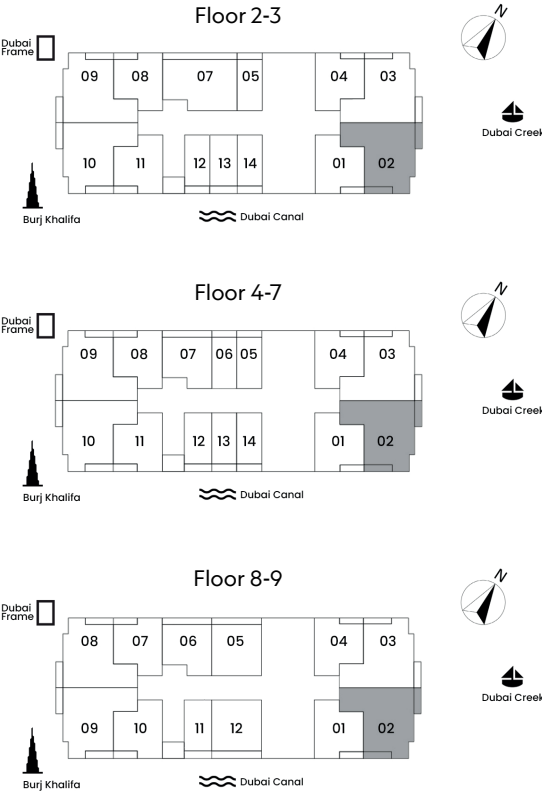 Floor 2-3
N
Dubai
Frame
09 08 07 05 04 03
Dubai Creek
10 11 12 13 14 01 02
Burj Khalifa
Dubai Canal
Floor 4-7
N
Dubai
Frame
09 08 07 06 05 04 03
Dubai Creek
10 11 12 13 14 01 02
Burj Khalifa
Dubai Canal
Floor 8-9
N
Dubai
Frame
08 07 06 05 04 03
Dubai Creek
09 10 11 12 01 02
Burj Khalifa
Dubai Canal